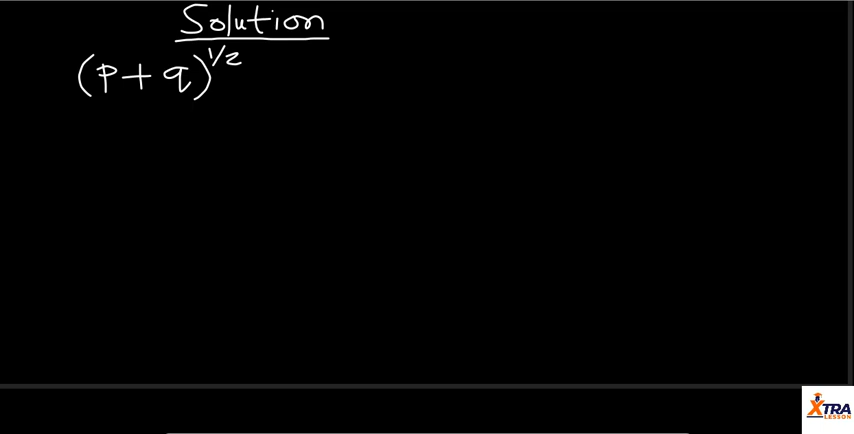 Solution
(p + q)^{1/2}
XTRA
LESSON